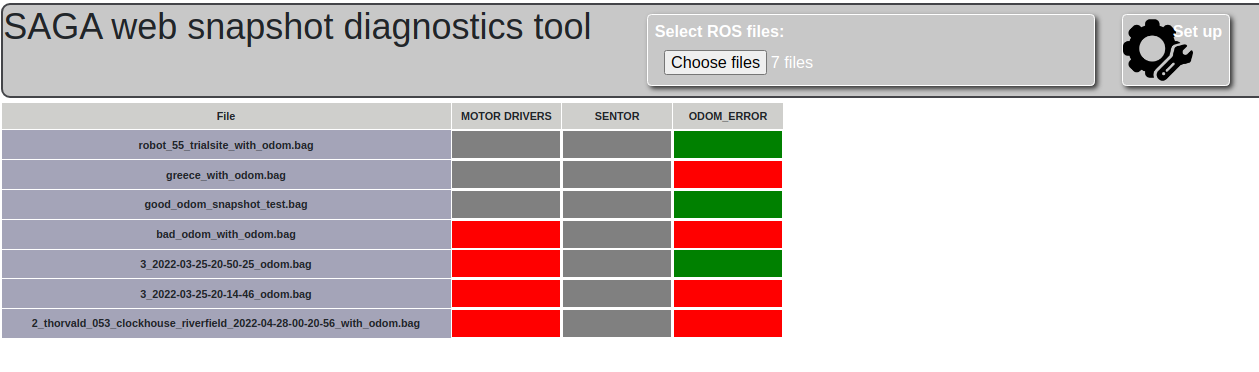 SAGA web snapshot diagnostics tool
Select ROS files:
Choose files 7 files
Set up
File MOTOR DRIVERS SENTOR ODOM_ERROR
robot_55_trialsite_with_odom.bag
greece_with_odom.bag
good_odom_snapshot_test.bag
bad_odom_with_odom.bag
3_2022-03-25-20-50-25_odom.bag
3_2022-03-25-20-14-46_odom.bag
2_thorvald_053_clockhouse_riverfield_2022-04-28-00-20-56_with_odom.bag